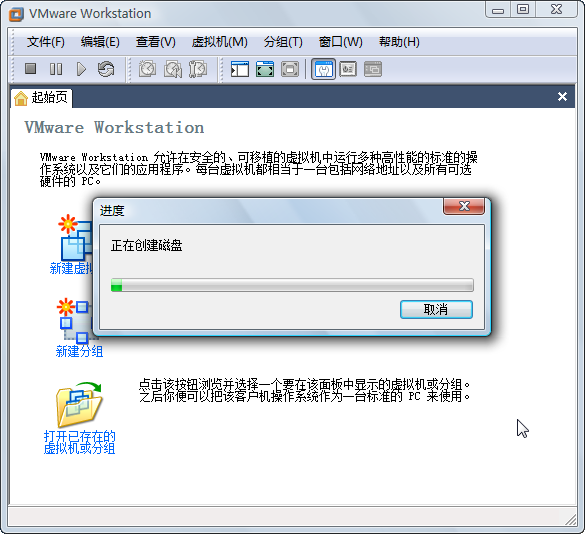 VMware Workstation
文件(F) 编辑(E) 查看(V) 虚拟机(M) 分组(T) 窗口(W) 帮助(H)
起始页
VMware Workstation
VMware Workstation 允许在安全的、可移植的虚拟机中运行多种高性能的标准的操
作系统以及它们的应用程序。每台虚拟机都相当于一台包括网络地址以及所有可选
硬件的 PC。
进度
正在创建磁盘
取消
新建虚拟
新建分组
点击该按钮浏览并选择一个要在该面板中显示的虚拟机或分组。
之后你便可以把该客户机操作系统作为一台标准的 PC 来使用。
打开已存在的
虚拟机或分组